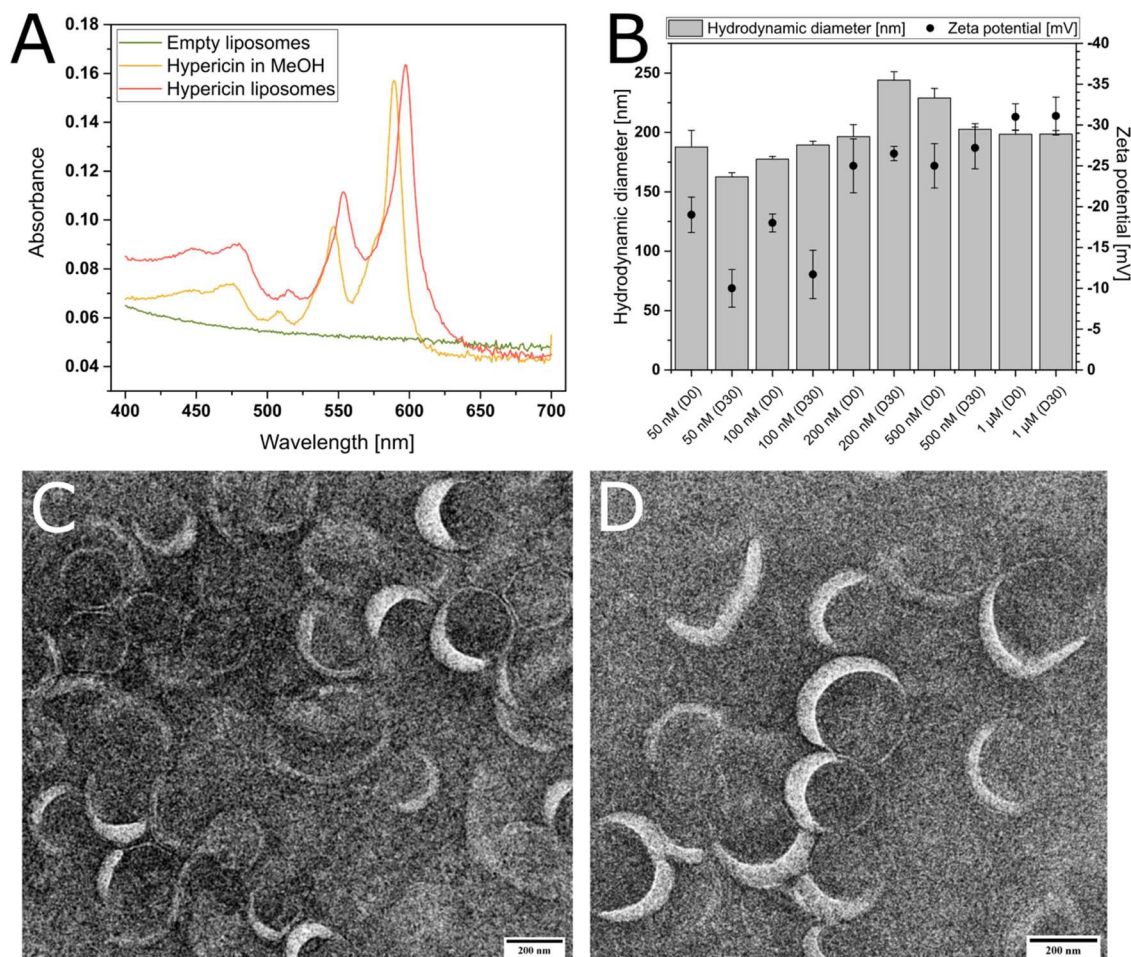 A
Empty liposomes
Hypericin in MeOH
Hypericin liposomes
0.18
0.16
0.14
0.12
0.10
0.08
0.06
0.04
Absorbance
400 450 500 550 600 650 700
Wavelength [nm]
B
Hydrodynamic diameter [nm] Zeta potential [mV]
250
200
150
100
50
0
Hydrodynamic diameter [nm]
-40
-35
-30
-25
-20
-15
-10
-5
0
Zeta potential [mV]
50 nM (D0)
50 nM (D30)
100 nM (D0)
100 nM (D30)
200 nM (D0)
200 nM (D30)
500 nM (D0)
500 nM (D30)
1 µM (D0)
1 µM (D30)
C
200 nm
D
200 nm